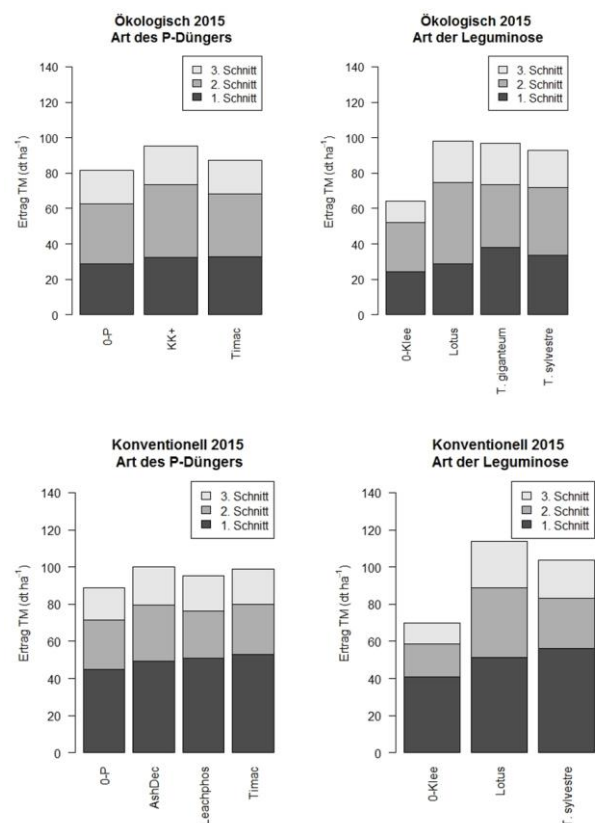 Ökologisch 2015
Art des P-Düngers
140
120
100
80
60
40
20
0
Ertrag TM (dt ha⁻¹)
3. Schnitt
2. Schnitt
1. Schnitt
0-P
KK+
Timac
Ökologisch 2015
Art der Leguminose
140
120
100
80
60
40
20
0
Ertrag TM (dt ha⁻¹)
3. Schnitt
2. Schnitt
1. Schnitt
0-Klee
Lotus
T. giganteum
T. sylvestre
Konventionell 2015
Art des P-Düngers
140
120
100
80
60
40
20
0
Ertrag TM (dt ha⁻¹)
3. Schnitt
2. Schnitt
1. Schnitt
0-P
AshDec
Leachphos
Timac
Konventionell 2015
Art der Leguminose
140
120
100
80
60
40
20
0
Ertrag TM (dt ha⁻¹)
3. Schnitt
2. Schnitt
1. Schnitt
0-Klee
Lotus
T. sylvestre